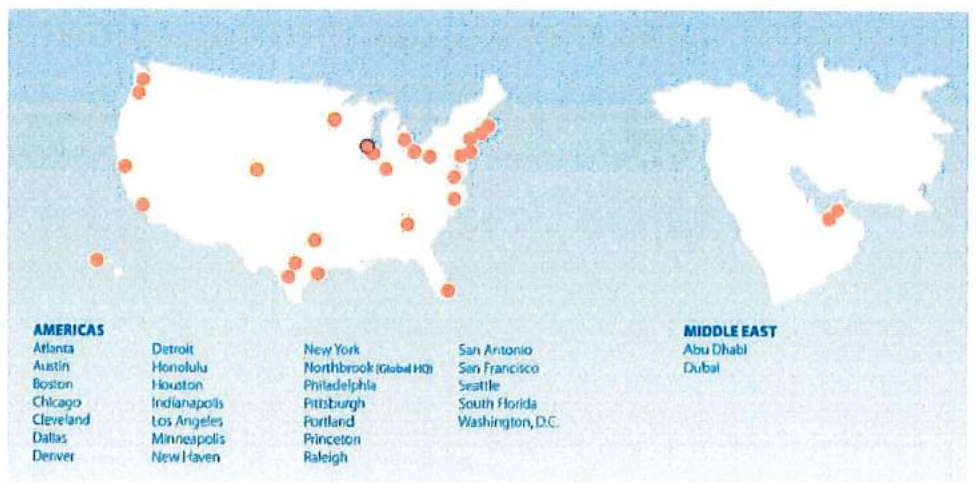 AMERICAS
Atlanta
Austin
Boston
Chicago
Cleveland
Dallas
Denver
Detroit
Honolulu
Houston
Indianapolis
Los Angeles
Minneapolis
New Haven
New York
Northbrook (Global HQ)
Philadelphia
Pittsburgh
Portland
Princeton
Raleigh
San Antonio
San Francisco
Seattle
South Florida
Washington, D.C.
MIDDLE EAST
Abu Dhabi
Dubai